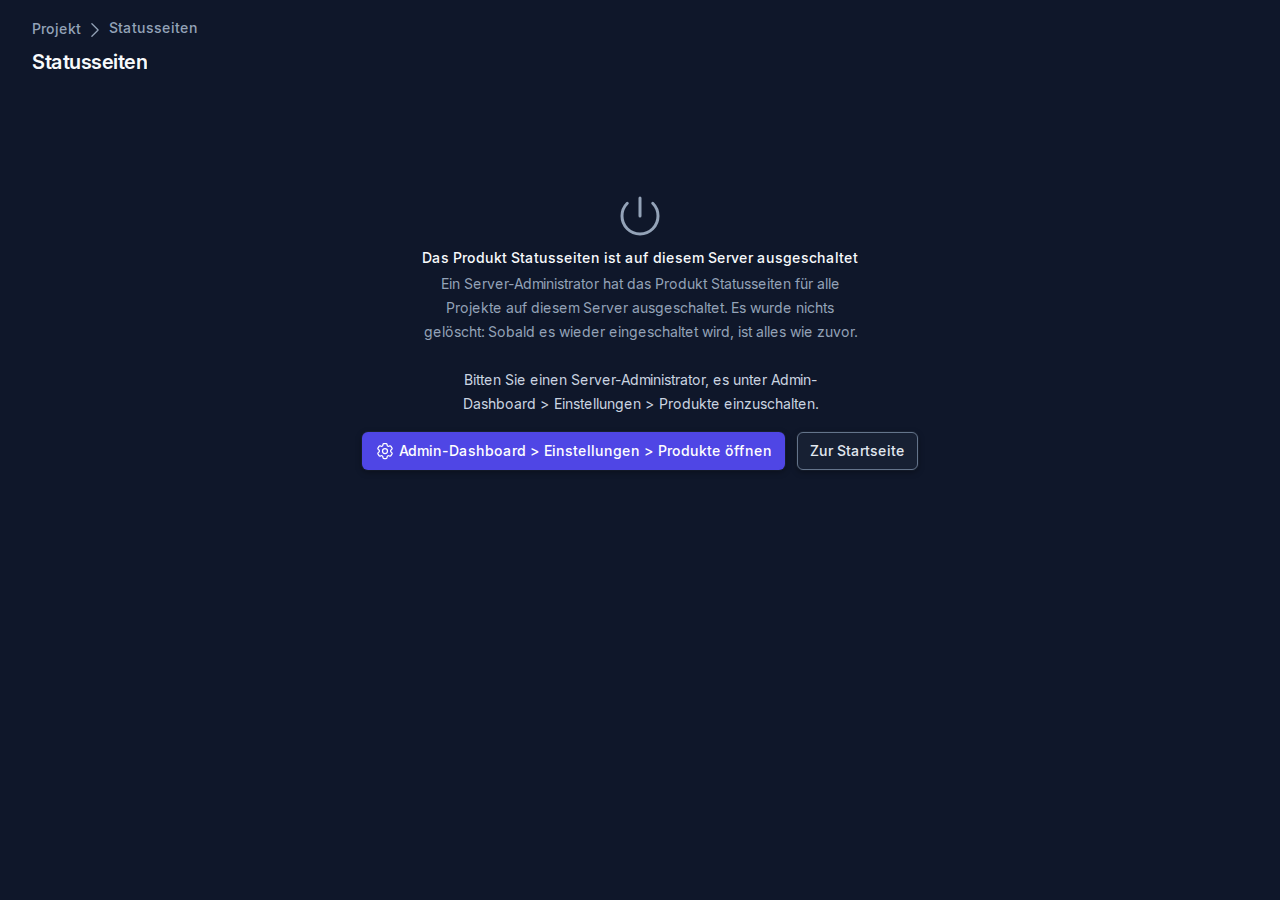 Projekt
Statusseiten
Statusseiten
Das Produkt Statusseiten ist auf diesem Server ausgeschaltet
Ein Server-Administrator hat das Produkt Statusseiten für alle
Projekte auf diesem Server ausgeschaltet. Es wurde nichts
gelöscht: Sobald es wieder eingeschaltet wird, ist alles wie zuvor.
Bitten Sie einen Server-Administrator, es unter Admin-
Dashboard > Einstellungen > Produkte einzuschalten.
Admin-Dashboard > Einstellungen > Produkte öffnen
Zur Startseite